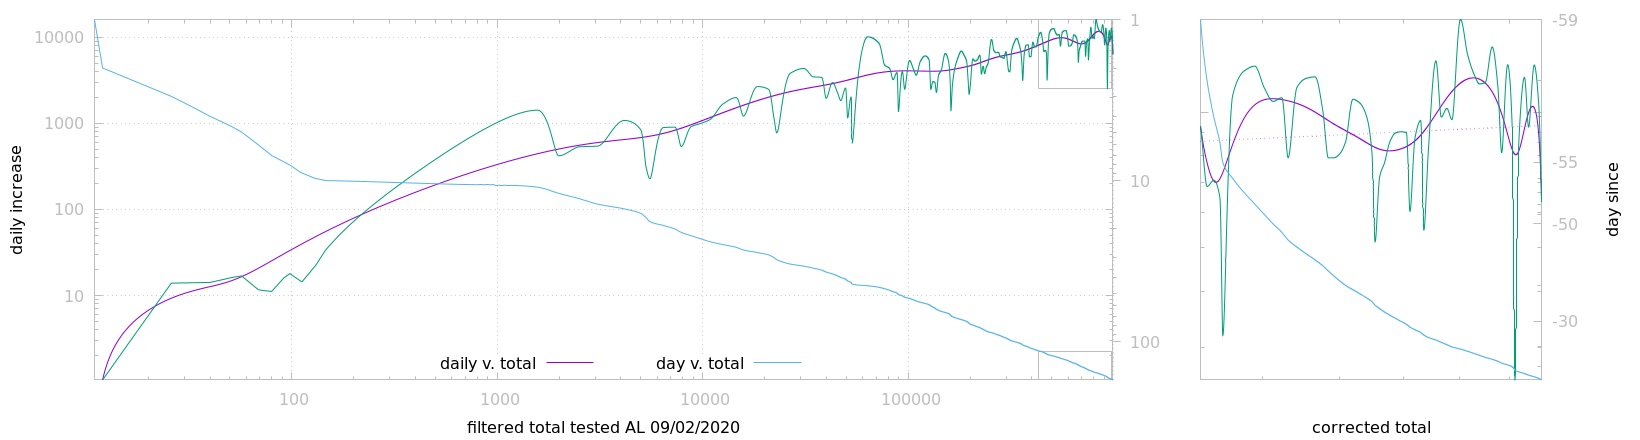 10000
1000
100
10
daily increase
daily v. total
day v. total
100
1000
10000
100000
filtered total tested AL 09/02/2020
1
10
100
-59
-55
-50
-30
day since
corrected total